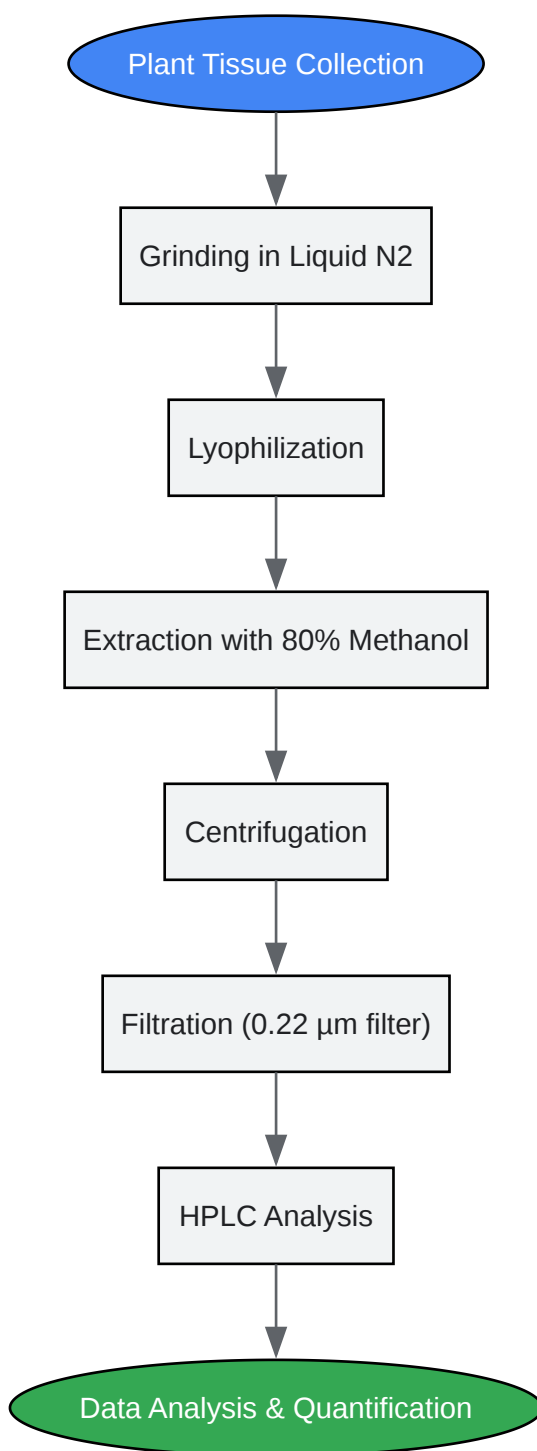 Plant Tissue Collection
Grinding in Liquid N2
Lyophilization
Extraction with 80% Methanol
Centrifugation
Filtration (0.22 µm filter)
HPLC Analysis
Data Analysis & Quantification